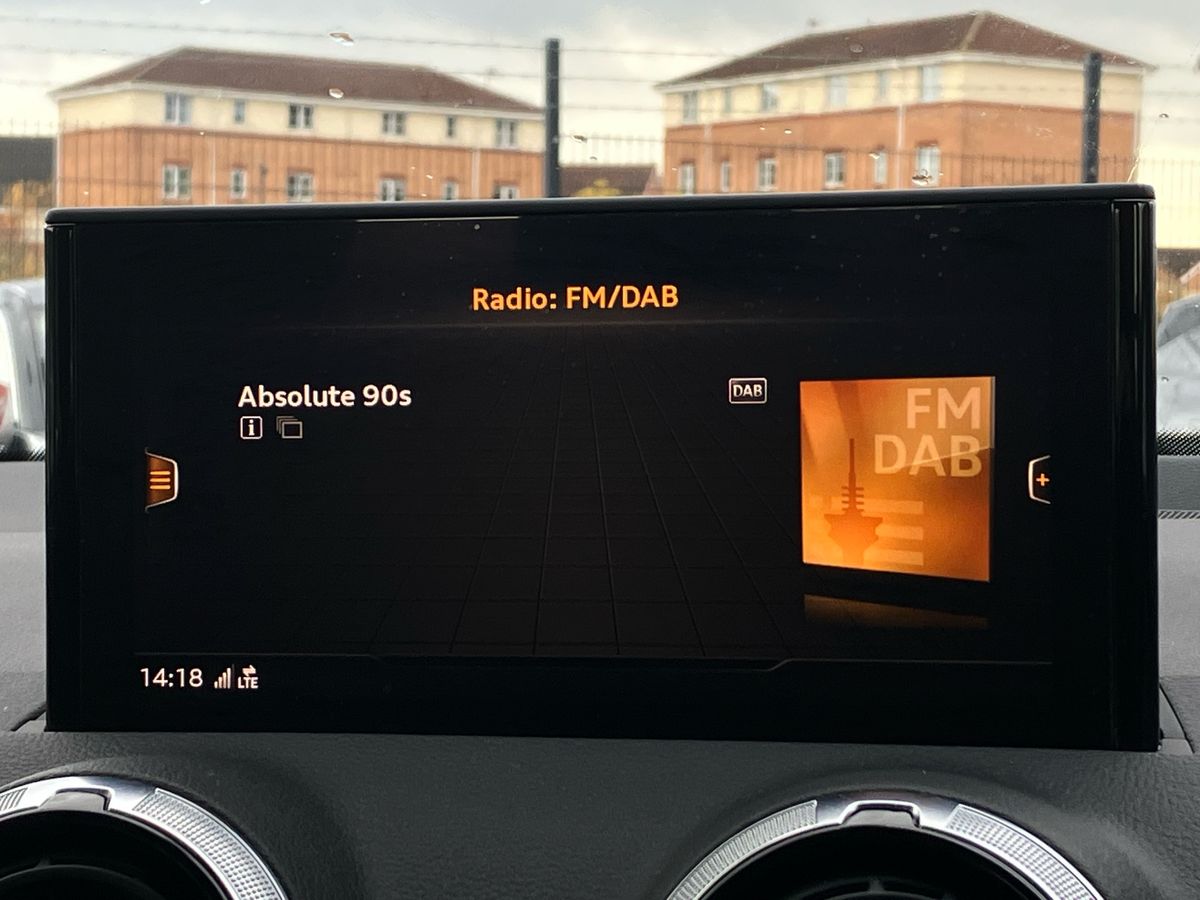 Radio: FM/DAB
Absolute 90s
DAB
i
FM
DAB
14:18
LTE